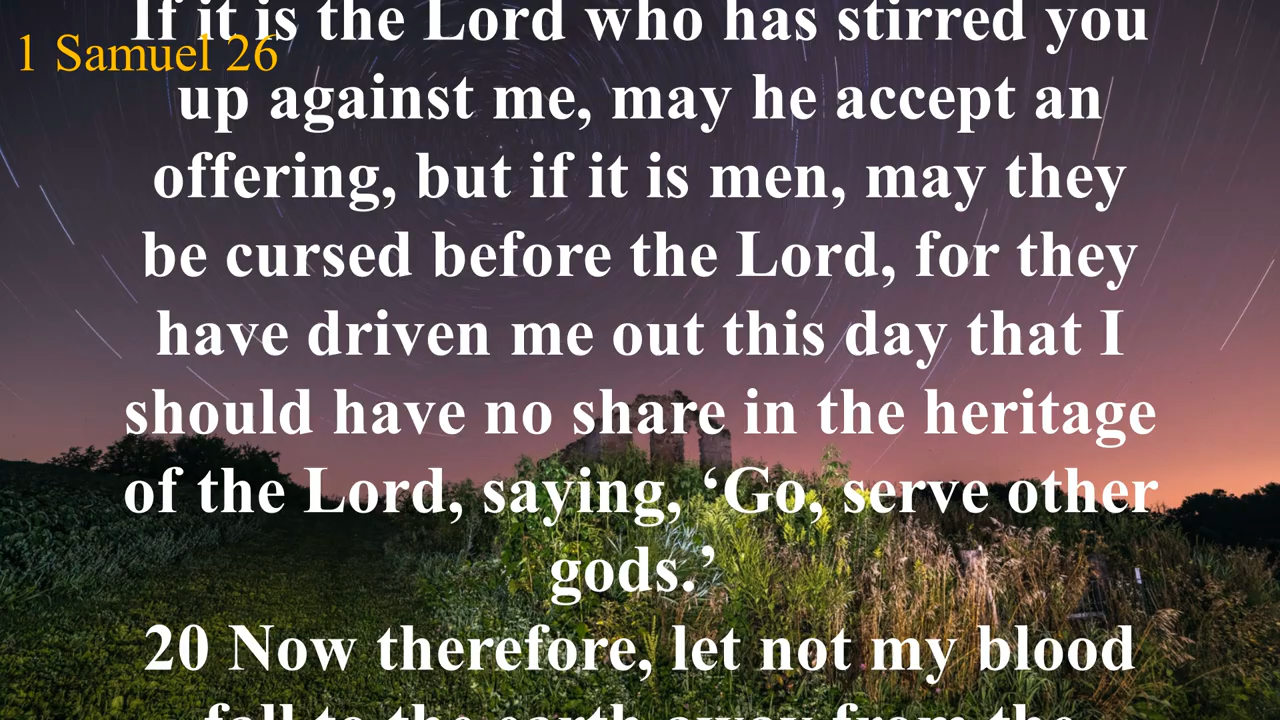 1 Samuel 26
If it is the Lord who has stirred you
up against me, may he accept an
offering, but if it is men, may they
be cursed before the Lord, for they
have driven me out this day that I
should have no share in the heritage
of the Lord, saying, ‘Go, serve other
gods.’
20 Now therefore, let not my blood
fall to the earth away from the